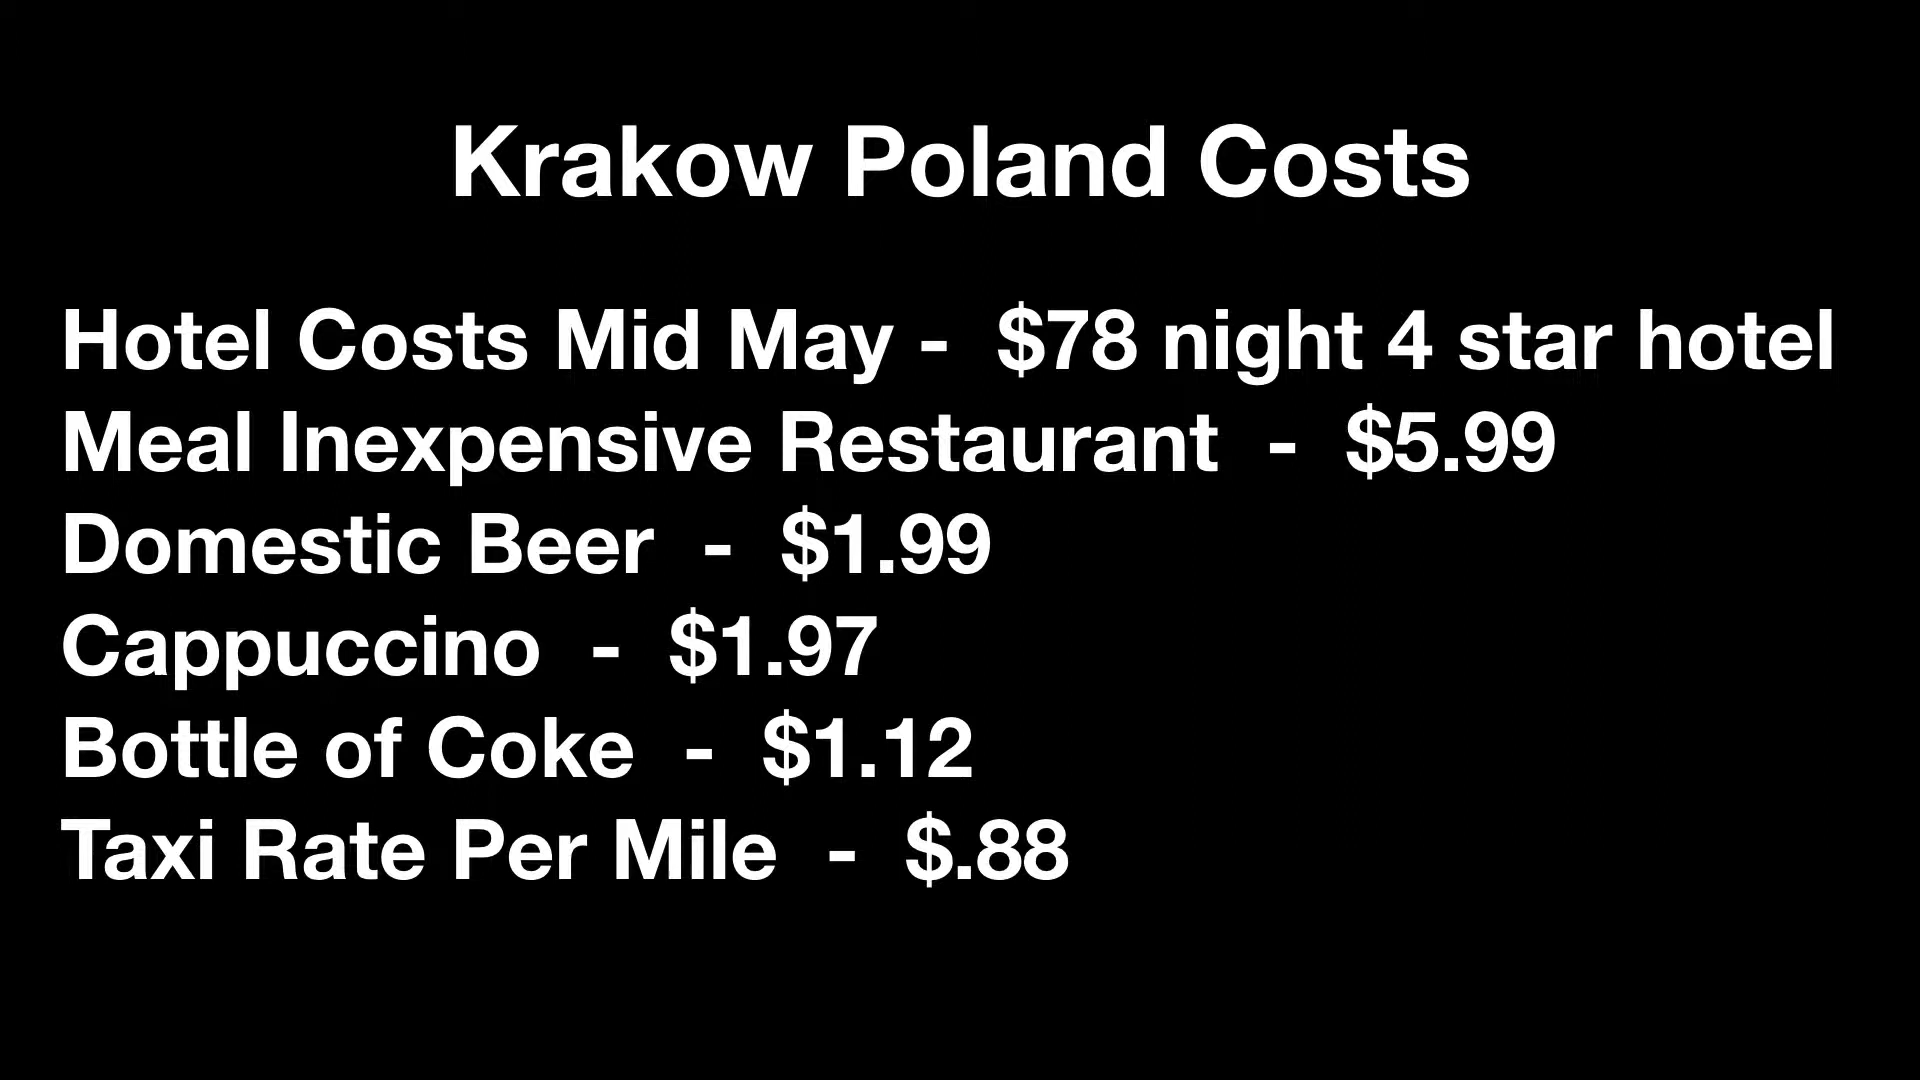 Krakow Poland Costs
Hotel Costs Mid May -  $78 night 4 star hotel
Meal Inexpensive Restaurant  -  $5.99
Domestic Beer  -  $1.99
Cappuccino  -  $1.97
Bottle of Coke  -  $1.12
Taxi Rate Per Mile  -  $.88